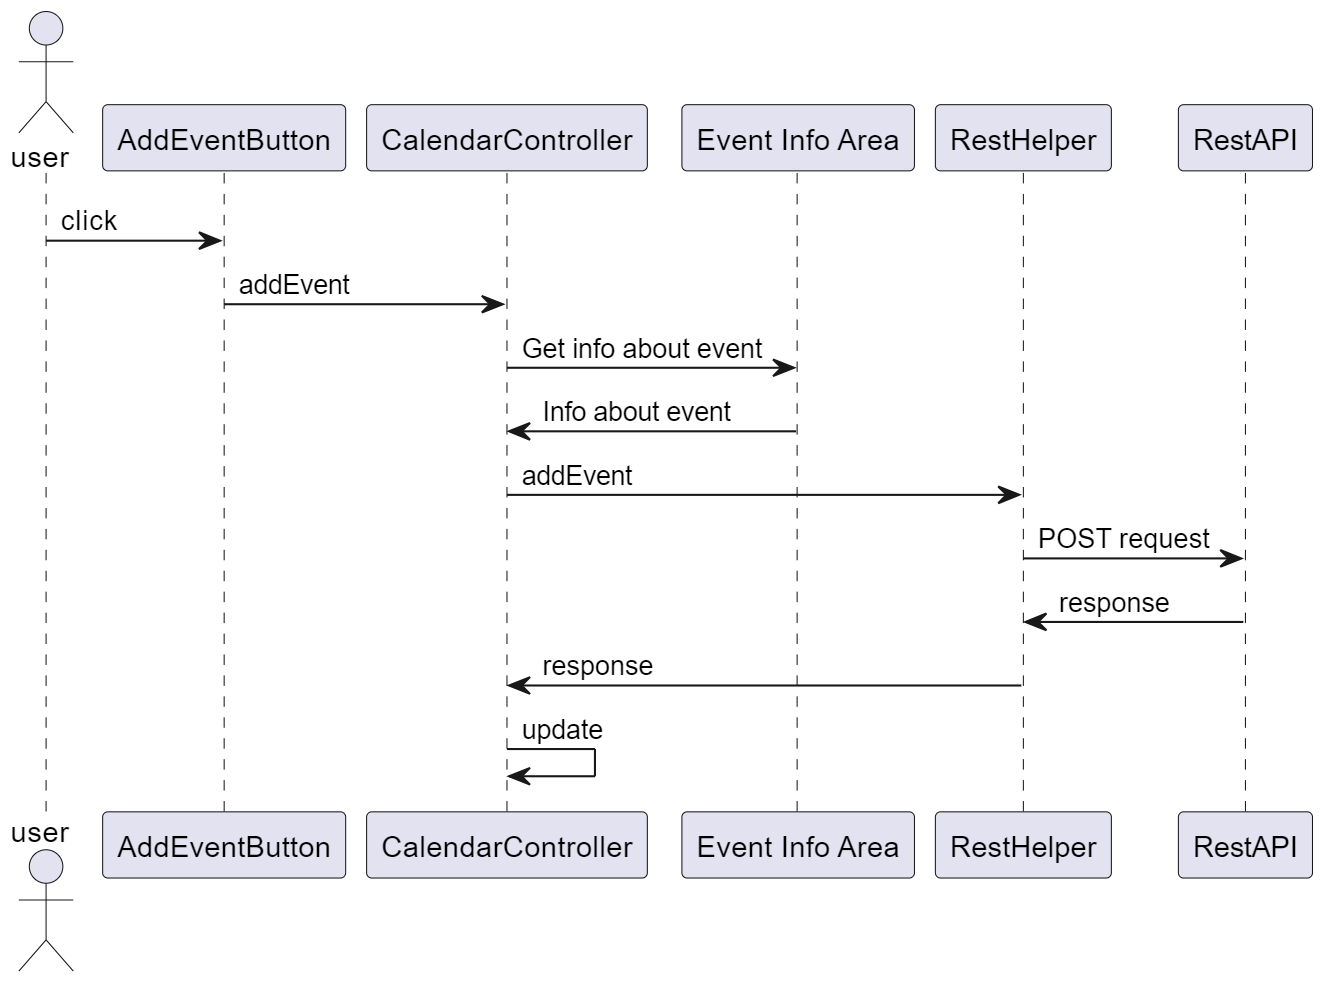 user
AddEventButton
CalendarController
Event Info Area
RestHelper
RestAPI
click
addEvent
Get info about event
Info about event
addEvent
POST request
response
response
update
user
AddEventButton
CalendarController
Event Info Area
RestHelper
RestAPI